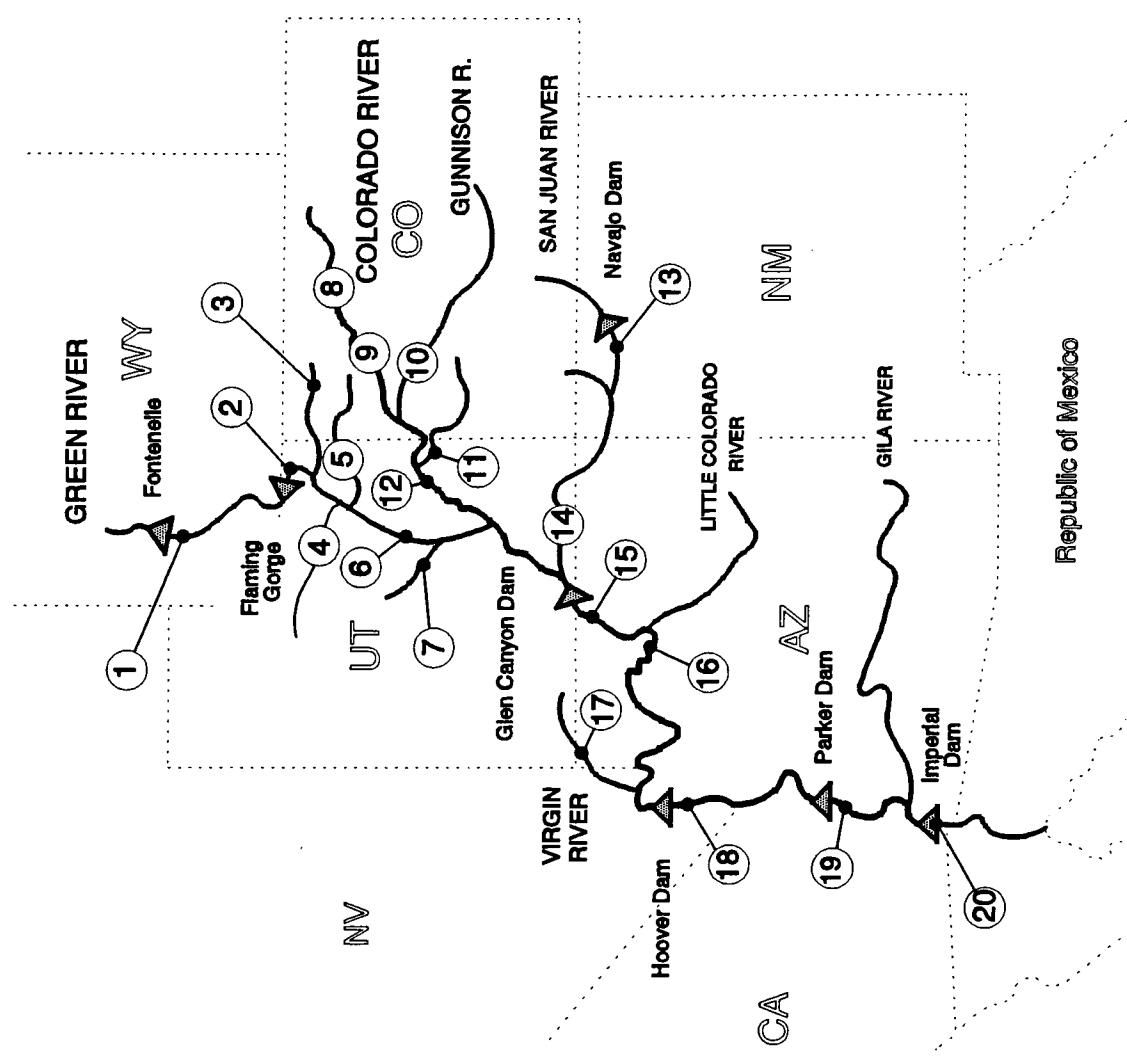 GREEN RIVER
WY
Fontenelle
1
2
3
Flaming
Gorge
4
5
6
7
UT
8
9
COLORADO RIVER
CO
10
GUNNISON R.
11
12
SAN JUAN RIVER
Navajo Dam
13
14
Glen Canyon Dam
15
16
LITTLE COLORADO
RIVER
NM
NV
VIRGIN
RIVER
17
Hoover Dam
18
AZ
Parker Dam
19
GILA RIVER
Imperial
Dam
20
CA
Republic of Mexico